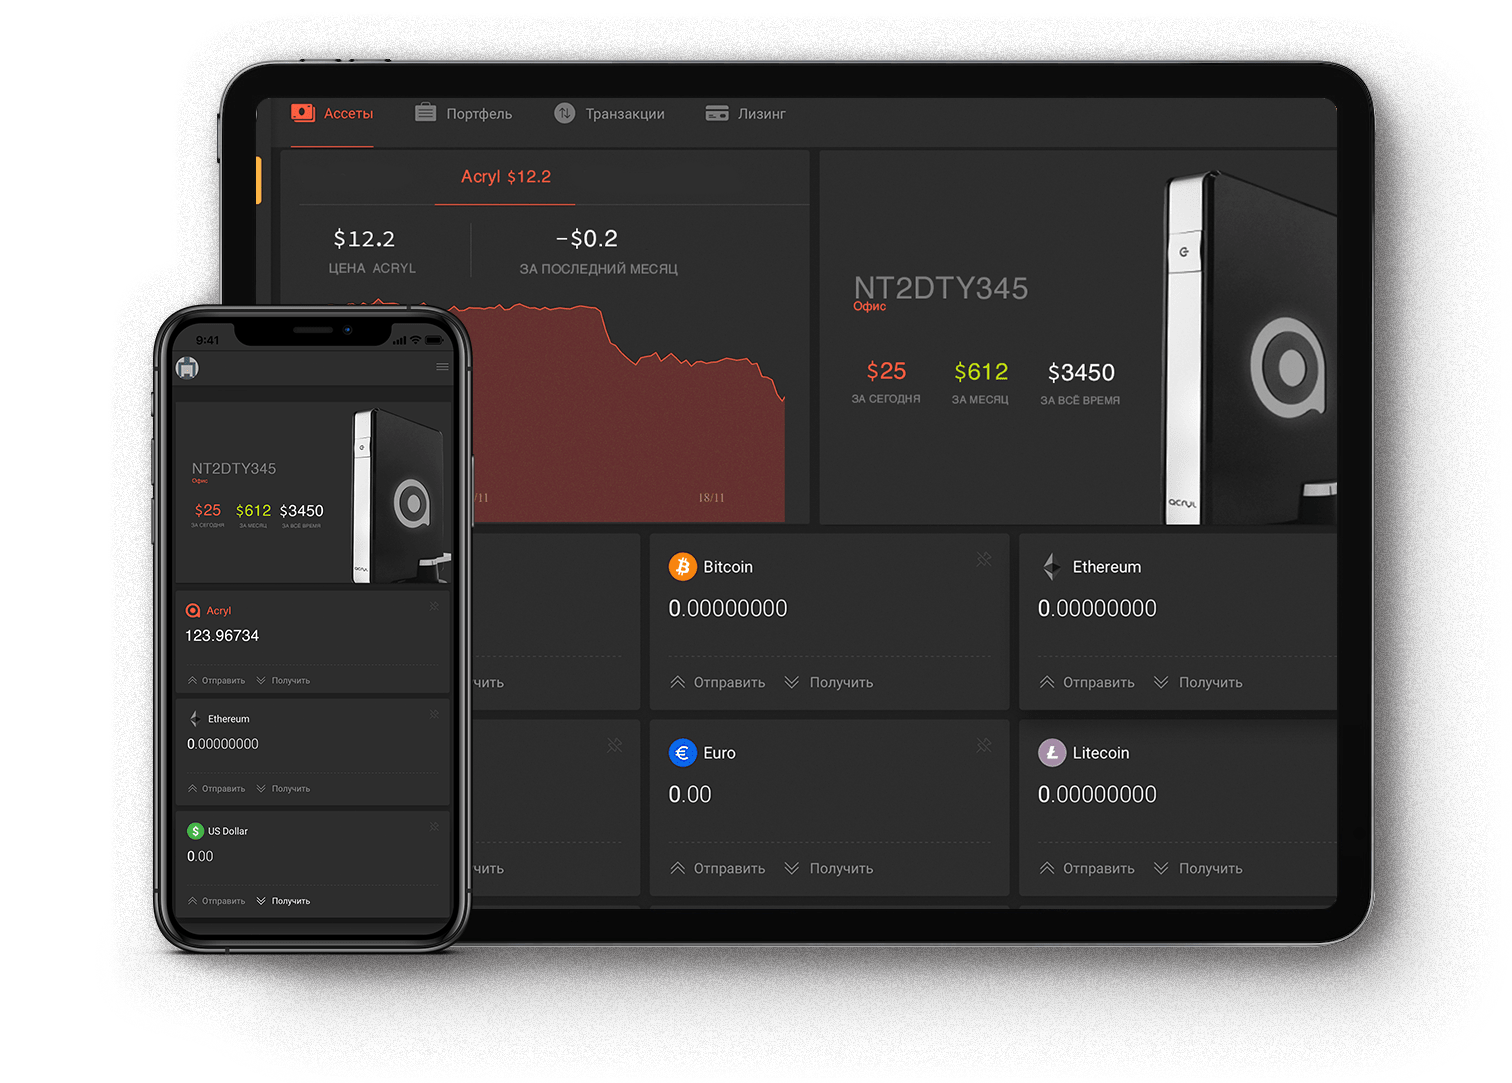 Ассеты
Портфель
Транзакции
Лизинг
Acryl $12.2
$12.2
ЦЕНА ACRYL
-$0.2
ЗА ПОСЛЕДНИЙ МЕСЯЦ
/11
18/11
NT2DTY345
Офис
$25
ЗА СЕГОДНЯ
$612
ЗА МЕСЯЦ
$3450
ЗА ВСЁ ВРЕМЯ
acryl
Bitcoin
0.00000000
Отправить
Получить
Ethereum
0.00000000
Отправить
Получить
чить
Euro
0.00
Отправить
Получить
Litecoin
0.00000000
Отправить
Получить
чить
9:41
NT2DTY345
Офис
$25
ЗА СЕГОДНЯ
$612
ЗА МЕСЯЦ
$3450
ЗА ВСЁ ВРЕМЯ
acryl
Acryl
123.96734
Отправить
Получить
Ethereum
0.00000000
Отправить
Получить
US Dollar
0.00
Отправить
Получить